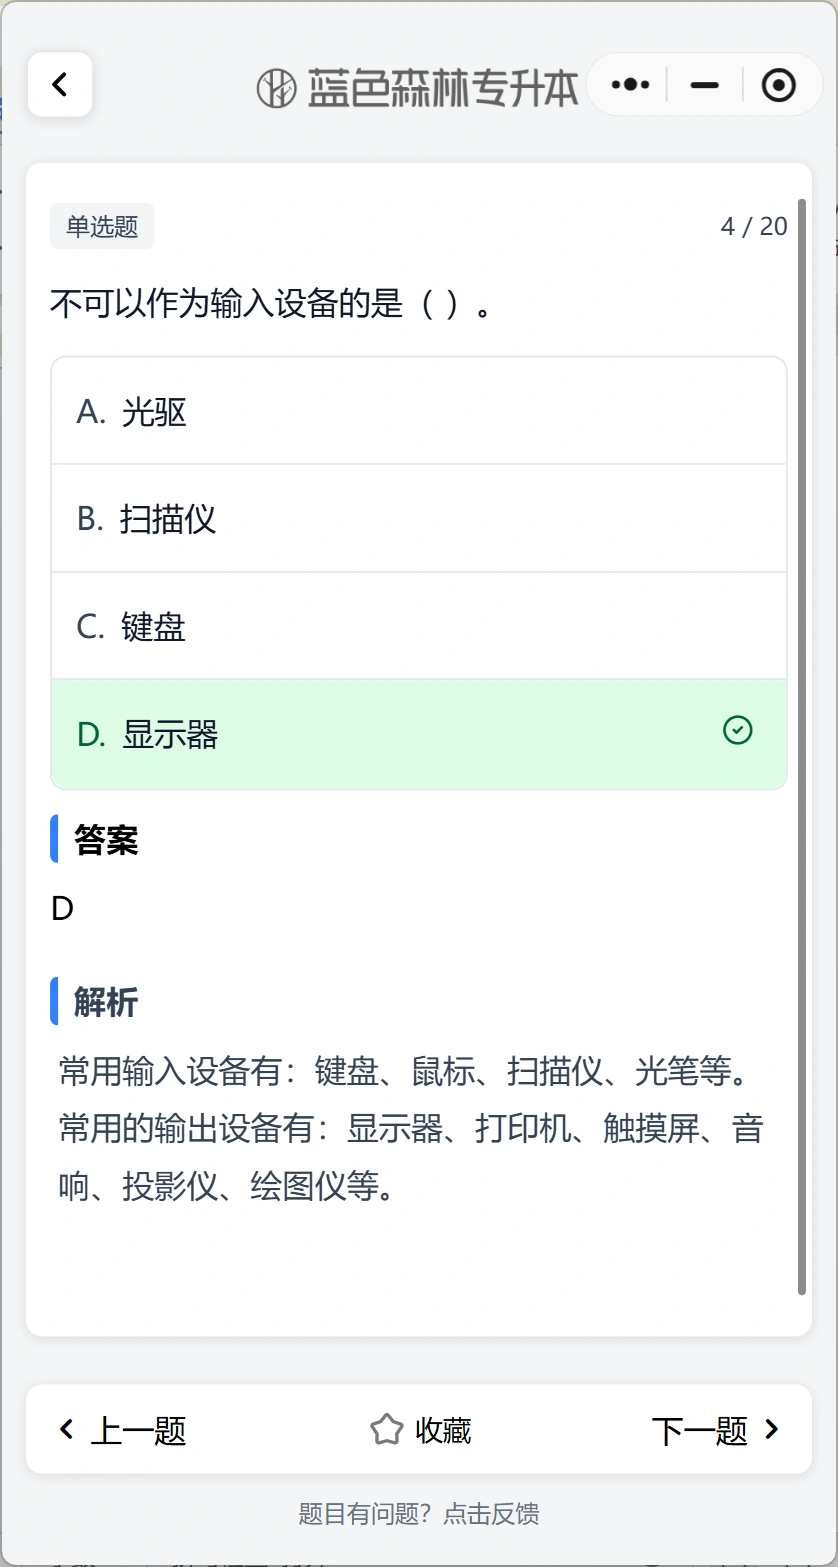 蓝色森林专升本
单选题
4 / 20
不可以作为输入设备的是（ ）。
A. 光驱
B. 扫描仪
C. 键盘
D. 显示器
答案
D
解析
常用输入设备有：键盘、鼠标、扫描仪、光笔等。
常用的输出设备有：显示器、打印机、触摸屏、音
响、投影仪、绘图仪等。
上一题
收藏
下一题
题目有问题？点击反馈